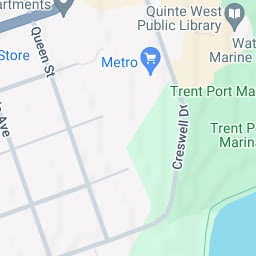 artments
Quinte West
Public Library
Store
Queen St
Metro
Wat
Marine
Trent Port Ma
Ave
Creswell Dr
Trent P
Marina